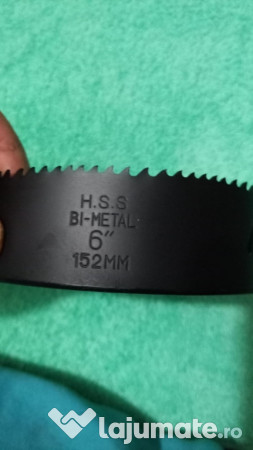 H.S.S
BI-METAL
6"
152MM
lajumate.ro